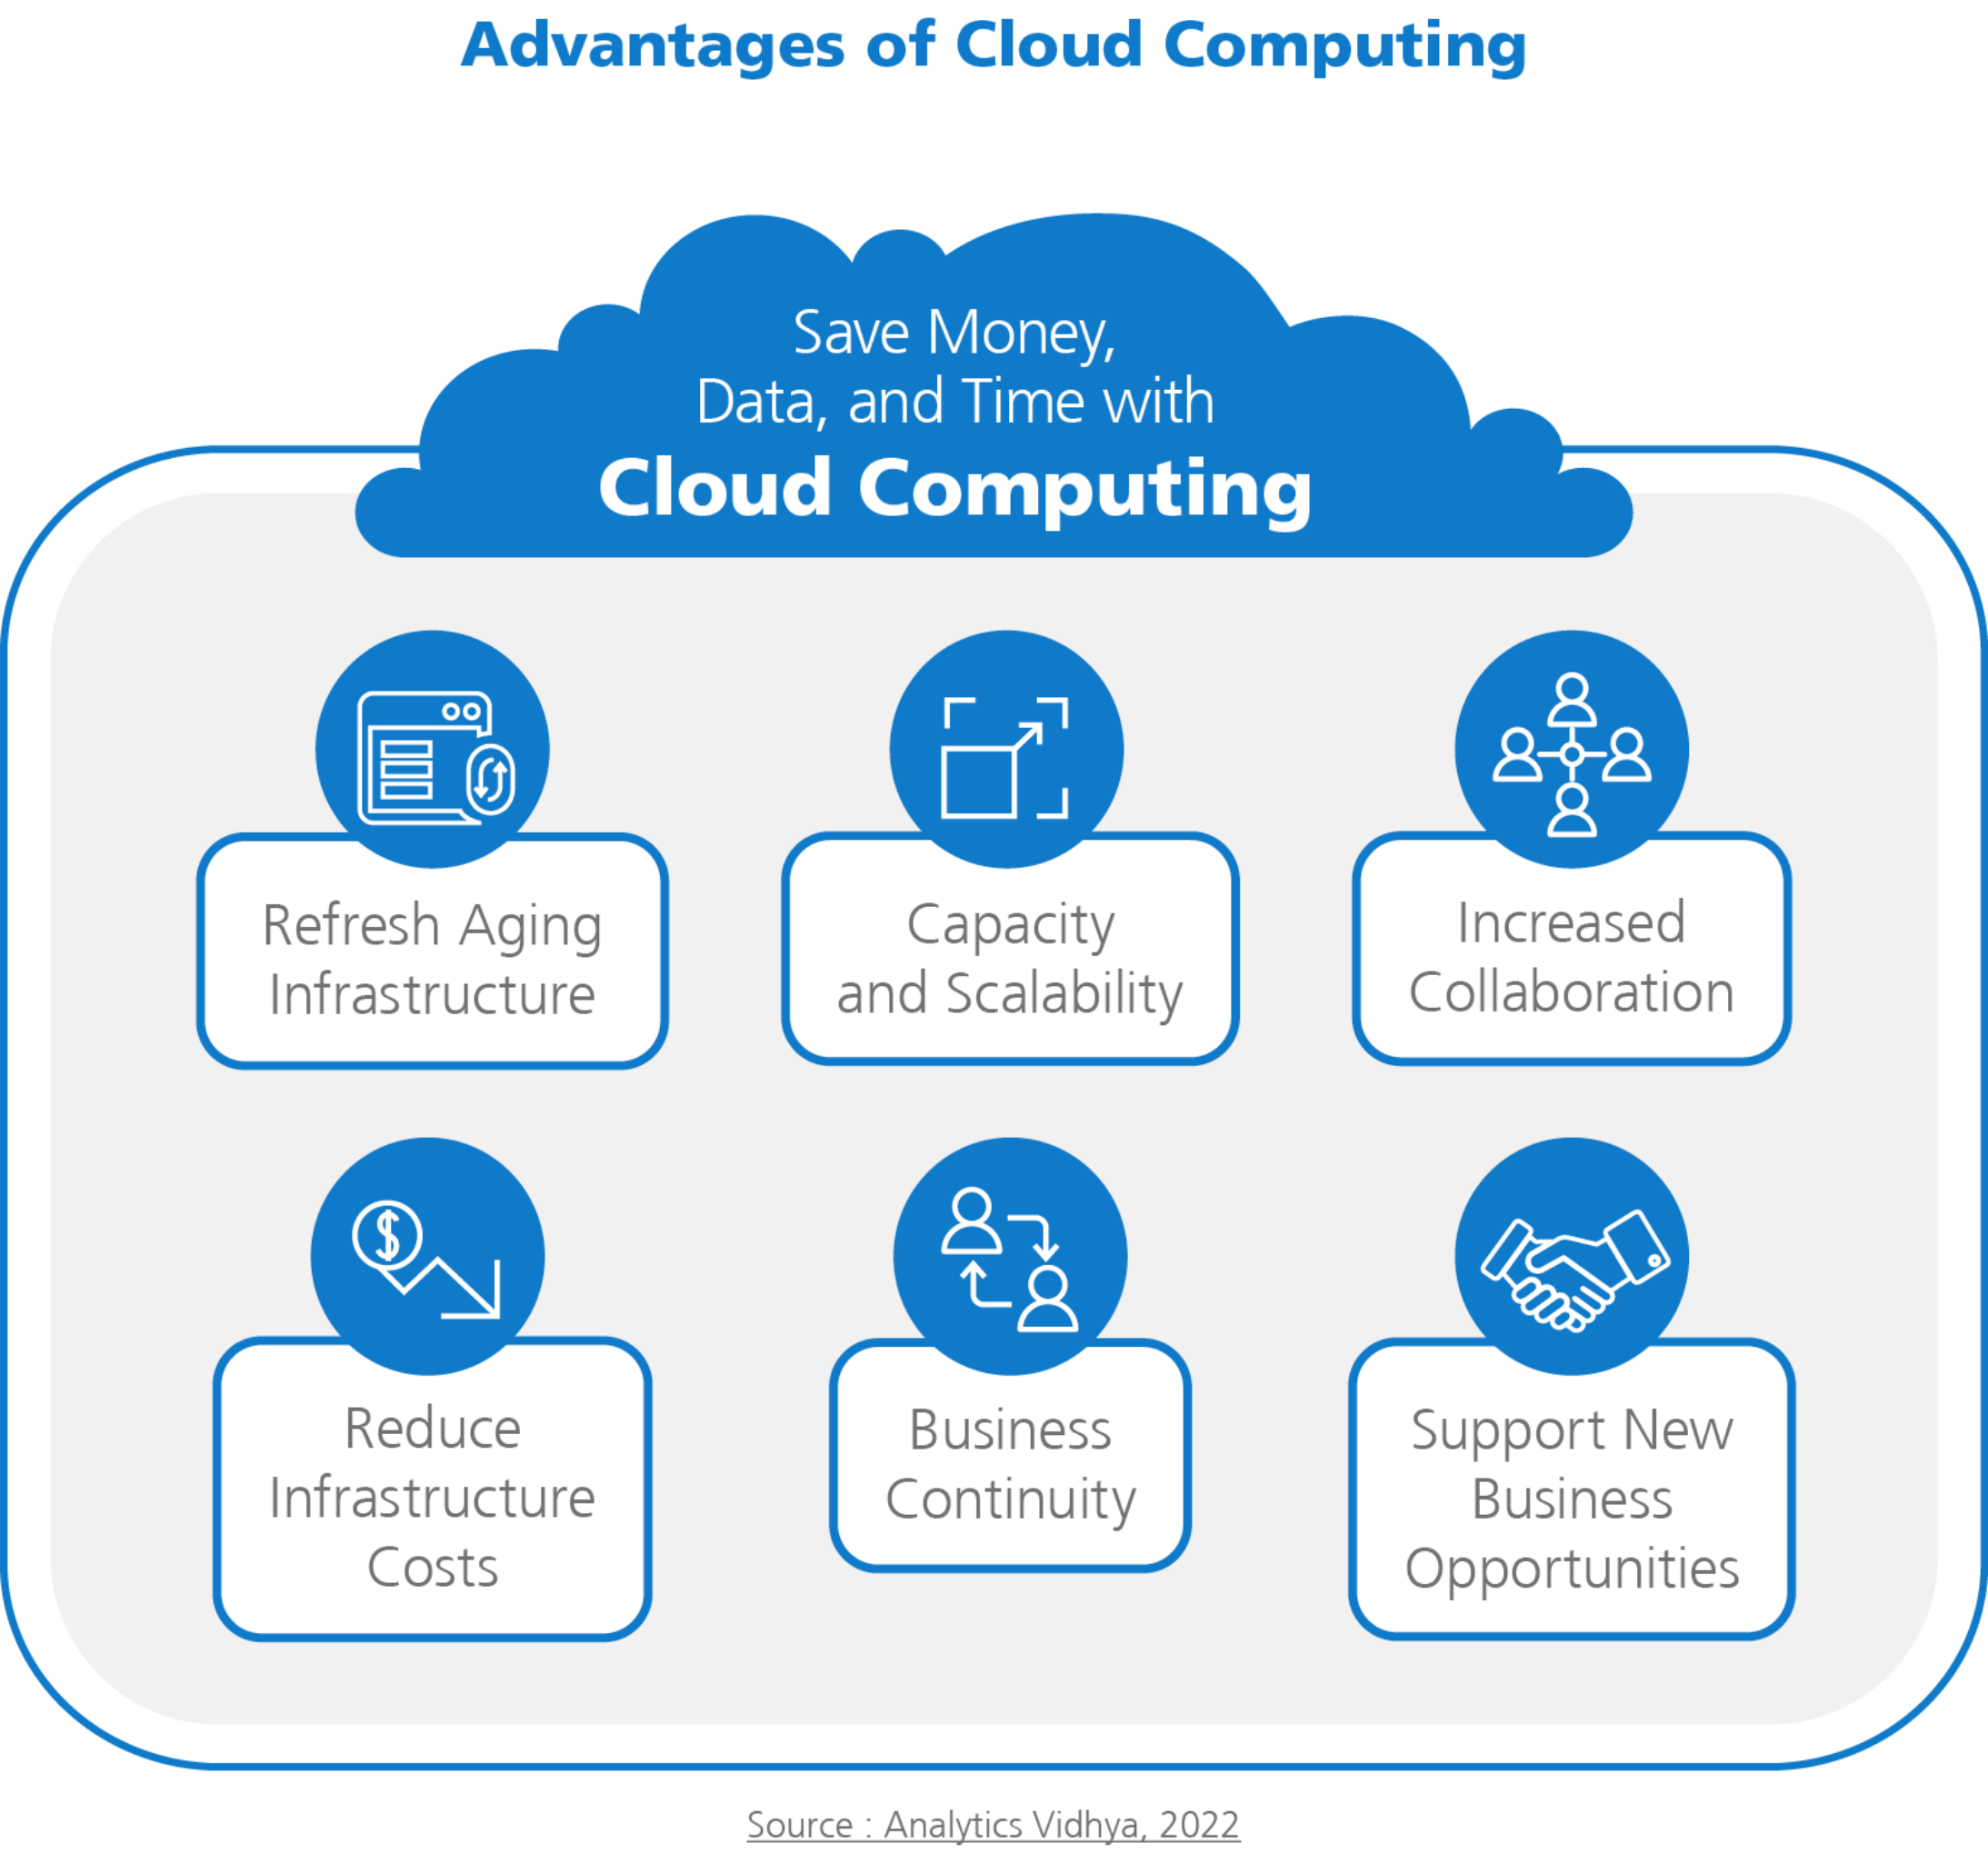 Advantages of Cloud Computing
Save Money,
Data, and Time with
Cloud Computing
Refresh Aging
Infrastructure
Capacity
and Scalability
Increased
Collaboration
$
Reduce
Infrastructure
Costs
Business
Continuity
Support New
Business
Opportunities
Source : Analytics Vidhya, 2022